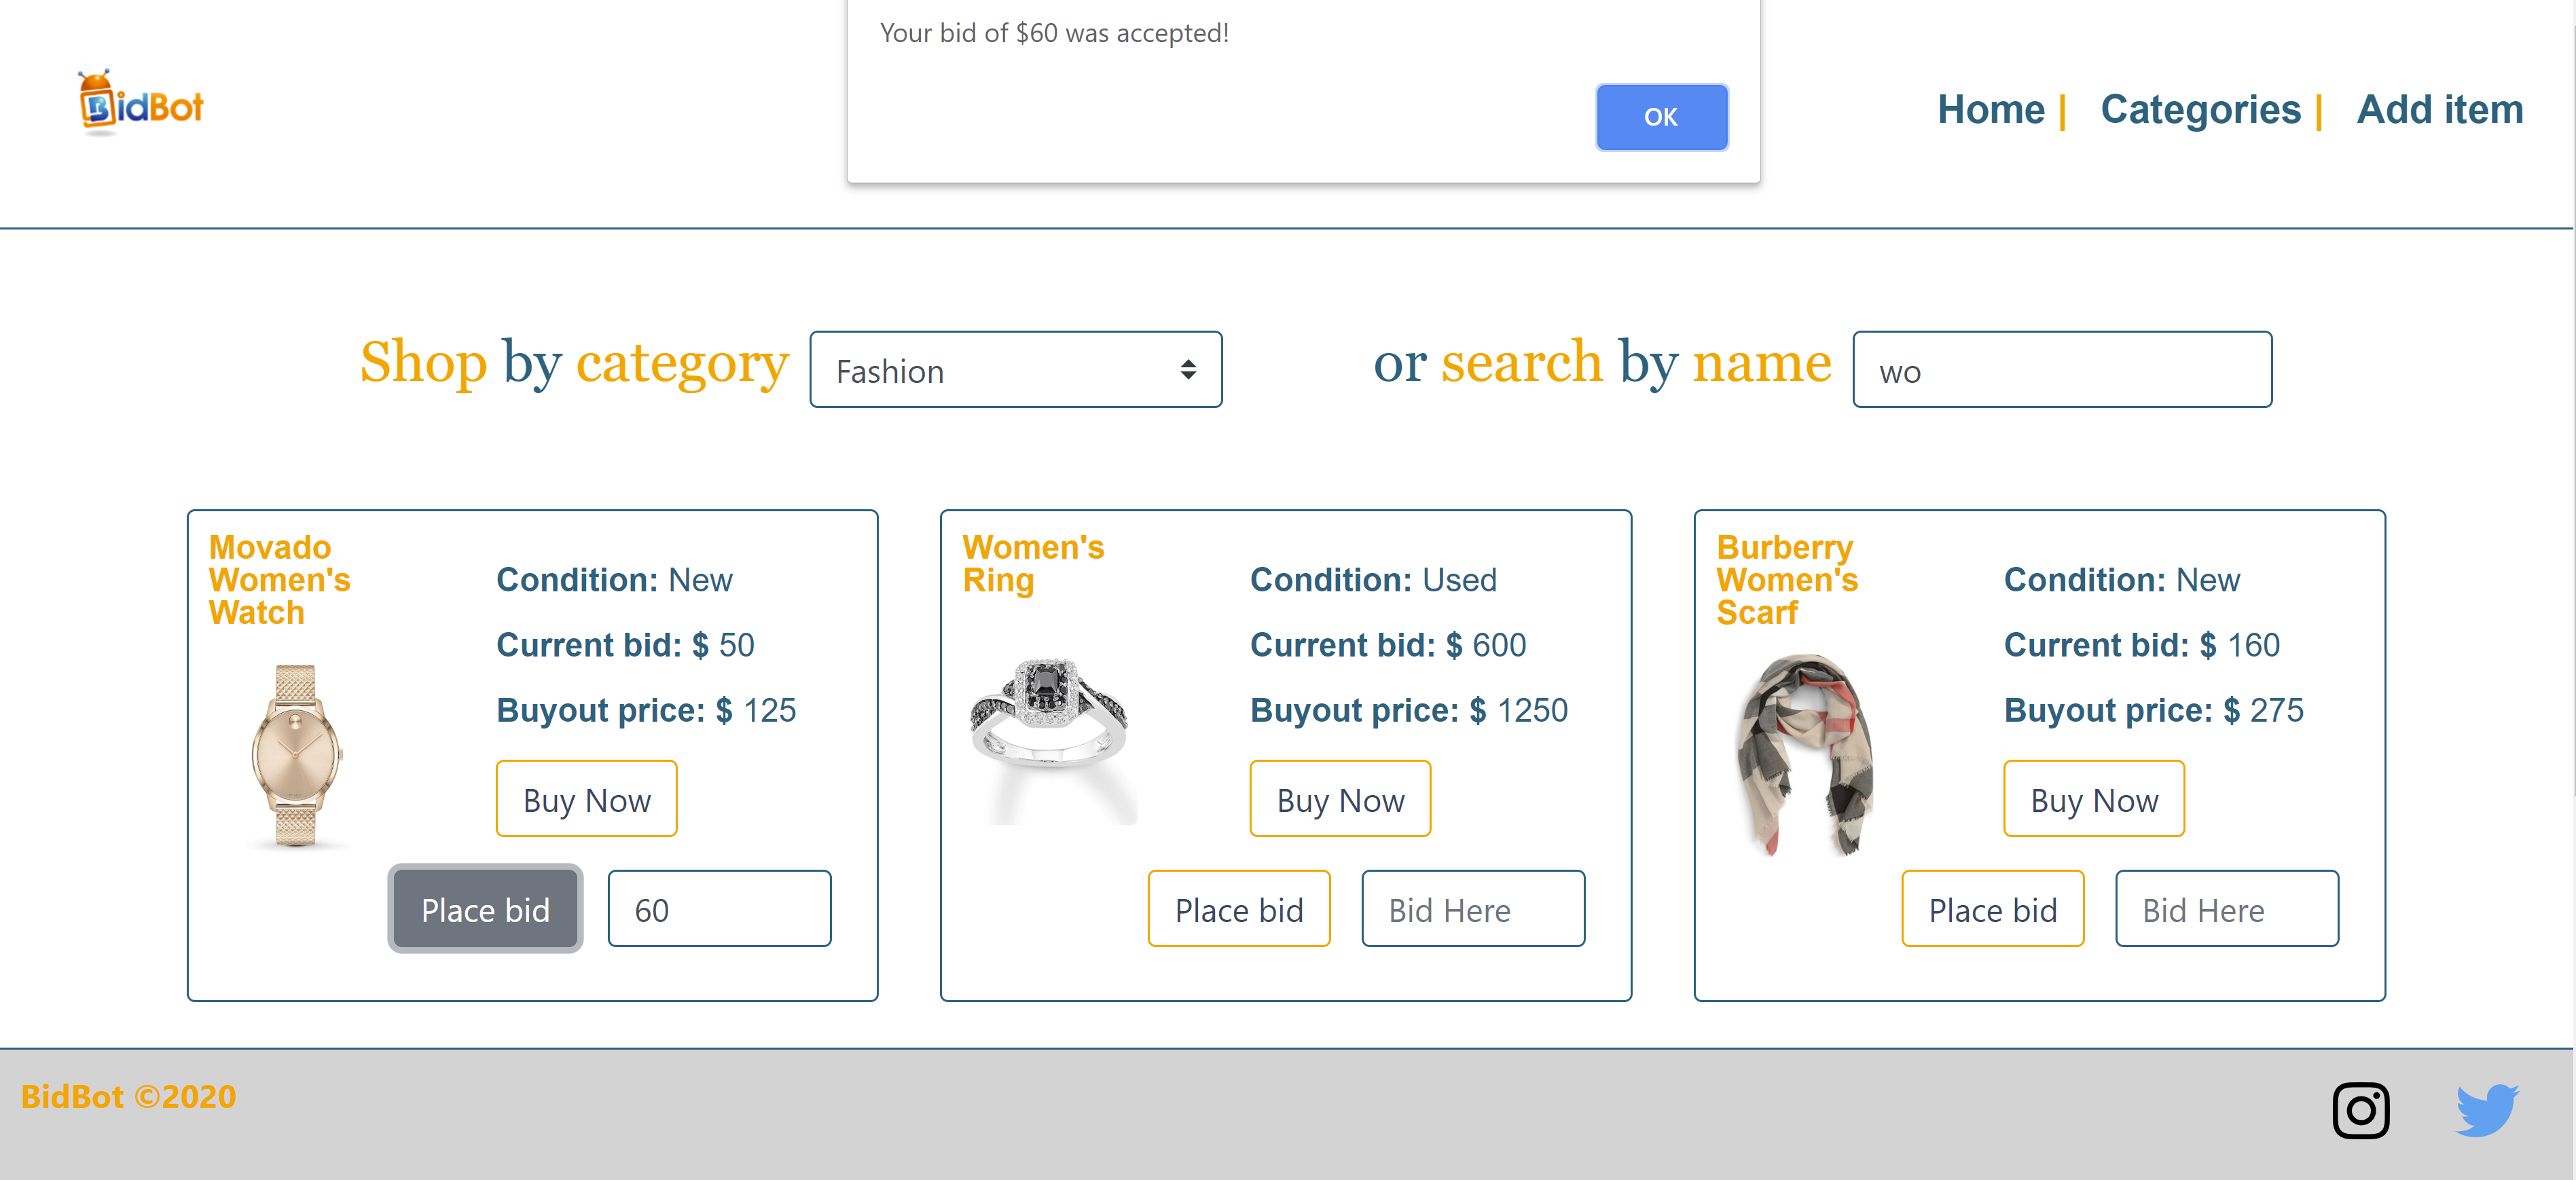 Your bid of $60 was accepted!
OK
BidBot
Home | Categories | Add item
Shop by category
Fashion
or search by name
wo
Movado
Women's
Watch
Condition: New
Current bid: $ 50
Buyout price: $ 125
Buy Now
Place bid
60
Women's
Ring
Condition: Used
Current bid: $ 600
Buyout price: $ 1250
Buy Now
Place bid
Bid Here
Burberry
Women's
Scarf
Condition: New
Current bid: $ 160
Buyout price: $ 275
Buy Now
Place bid
Bid Here
BidBot ©2020